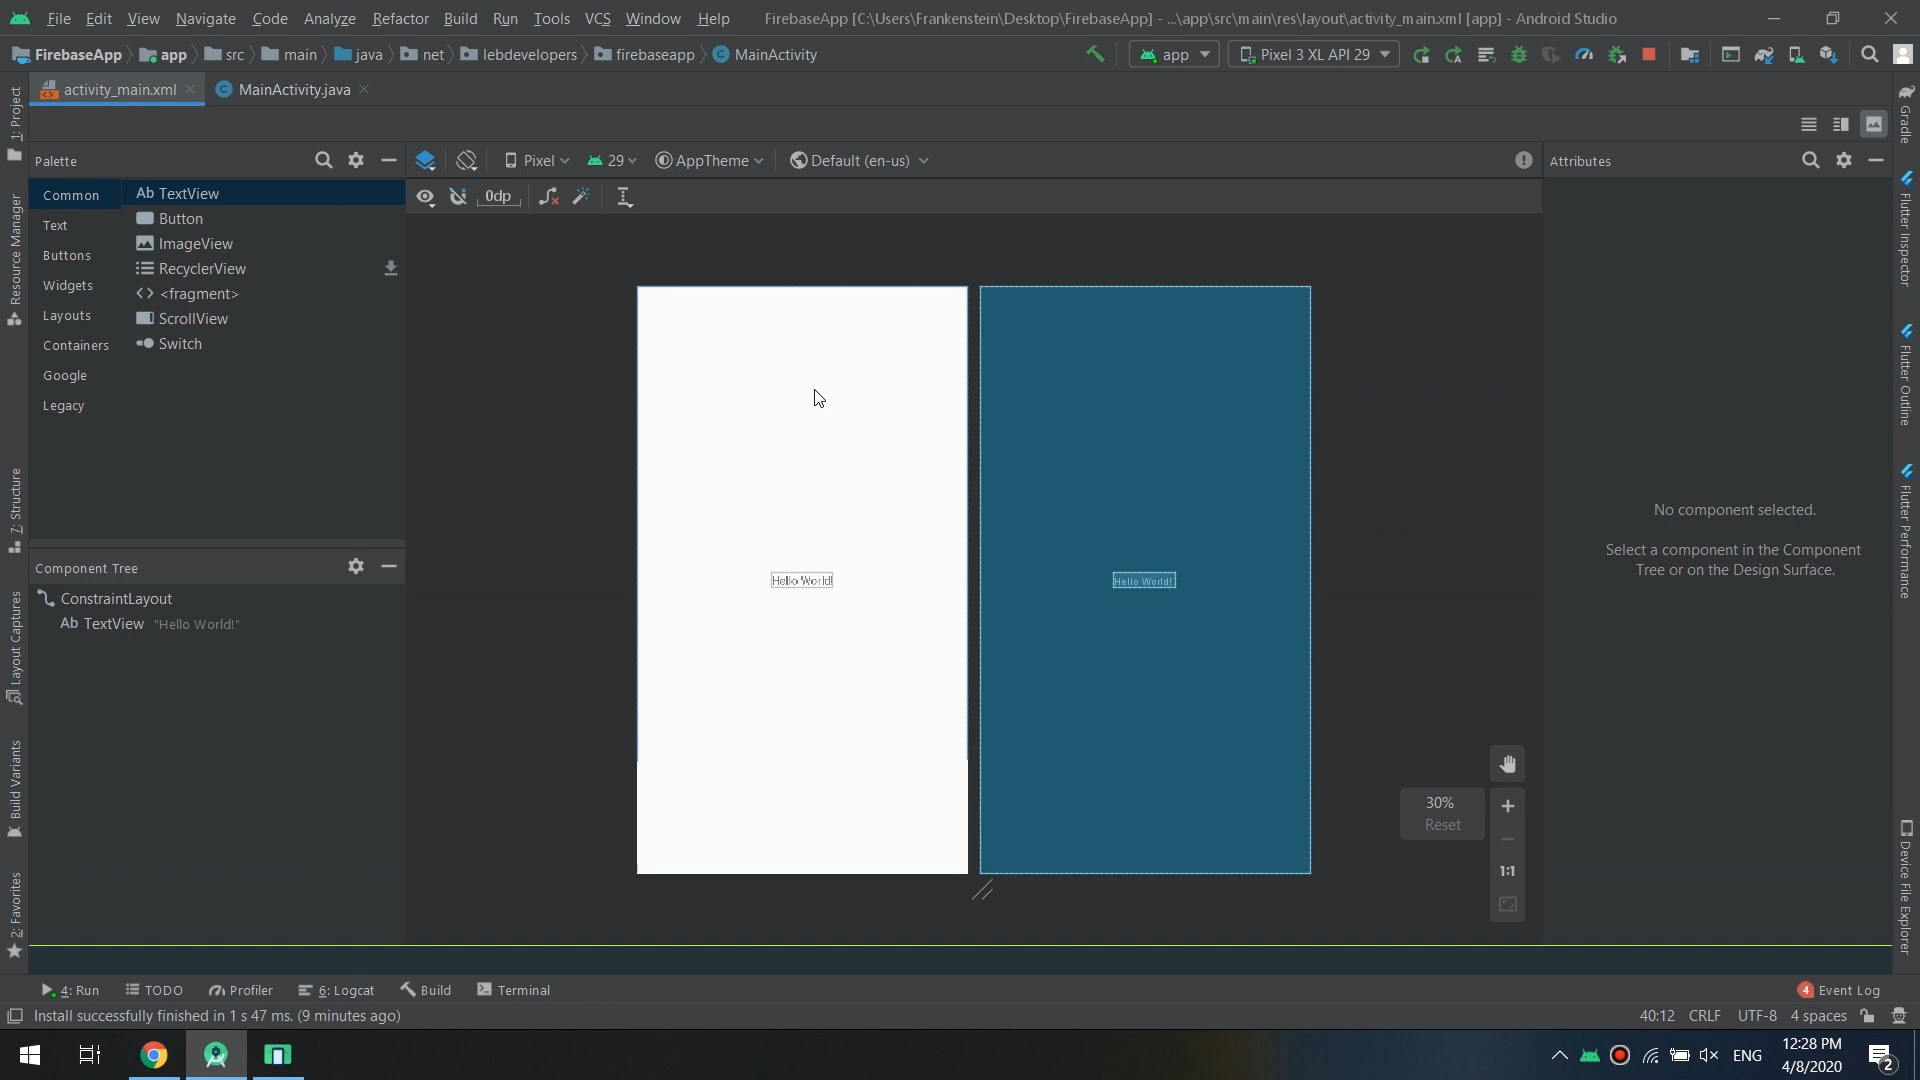 File Edit View Navigate Code Analyze Refactor Build Run Tools VCS Window Help FirebaseApp [C:\Users\Frankenstein\Desktop\FirebaseApp] - ...\app\src\main\res\layout\activity_main.xml [app] - Android Studio
FirebaseApp app src main java net lebdevelopers firebaseapp MainActivity app Pixel 3 XL API 29
activity_main.xml MainActivity.java
Palette Pixel 29 AppTheme Default (en-us) Attributes
Common
Text
Buttons
Widgets
Layouts
Containers
Google
Legacy
Ab TextView
Button
ImageView
RecyclerView
<fragment>
ScrollView
Switch
0dp
Hello World!
Hello World!
No component selected.
Select a component in the Component
Tree or on the Design Surface.
Component Tree
ConstraintLayout
Ab TextView "Hello World!"
30%
Reset
1:1
1: Project
Resource Manager
7: Structure
Layout Captures
Build Variants
2: Favorites
Gradle
Flutter Inspector
Flutter Outline
Flutter Performance
Device File Explorer
4: Run TODO Profiler 6: Logcat Build Terminal 4 Event Log
Install successfully finished in 1 s 47 ms. (9 minutes ago) 40:12 CRLF UTF-8 4 spaces
ENG 12:28 PM
4/8/2020
2